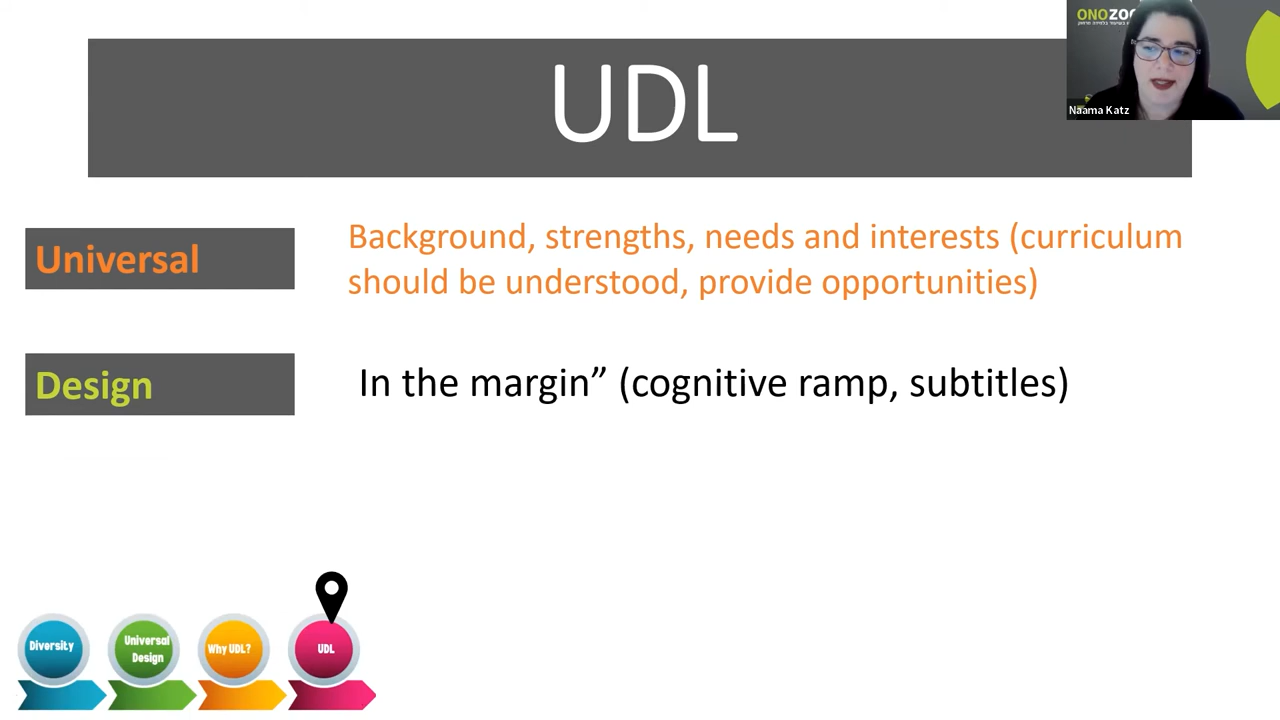 ONOZOO
UDL
Naama Katz
Universal
Background, strengths, needs and interests (curriculum
should be understood, provide opportunities)
Design
In the margin” (cognitive ramp, subtitles)
Diversity
Universal
Design
Why UDL?
UDL